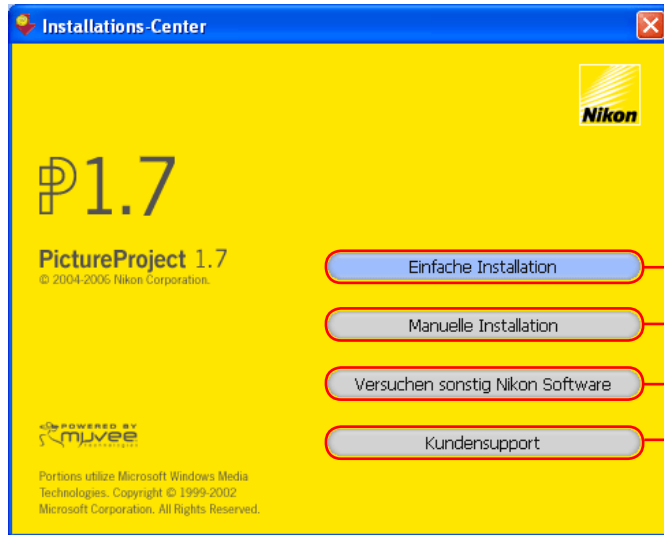 Installations-Center
Nikon
P1.7
PictureProject 1.7
© 2004-2006 Nikon Corporation.
Einfache Installation
Manuelle Installation
Versuchen sonstig Nikon Software
Kundensupport
POWERED BY
muvee
technologies
Portions utilize Microsoft Windows Media
Technologies. Copyright © 1999-2002
Microsoft Corporation. All Rights Reserved.